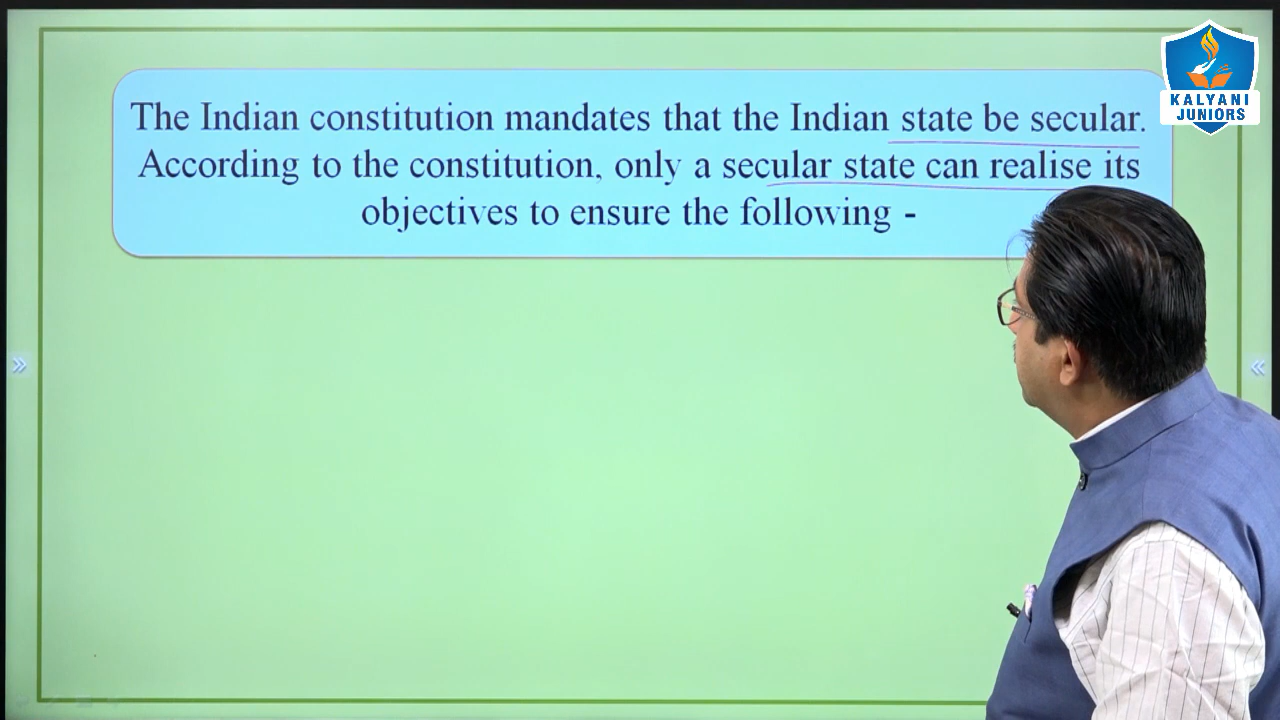 KALYANI
JUNIORS
The Indian constitution mandates that the Indian state be secular.
According to the constitution, only a secular state can realise its
objectives to ensure the following -